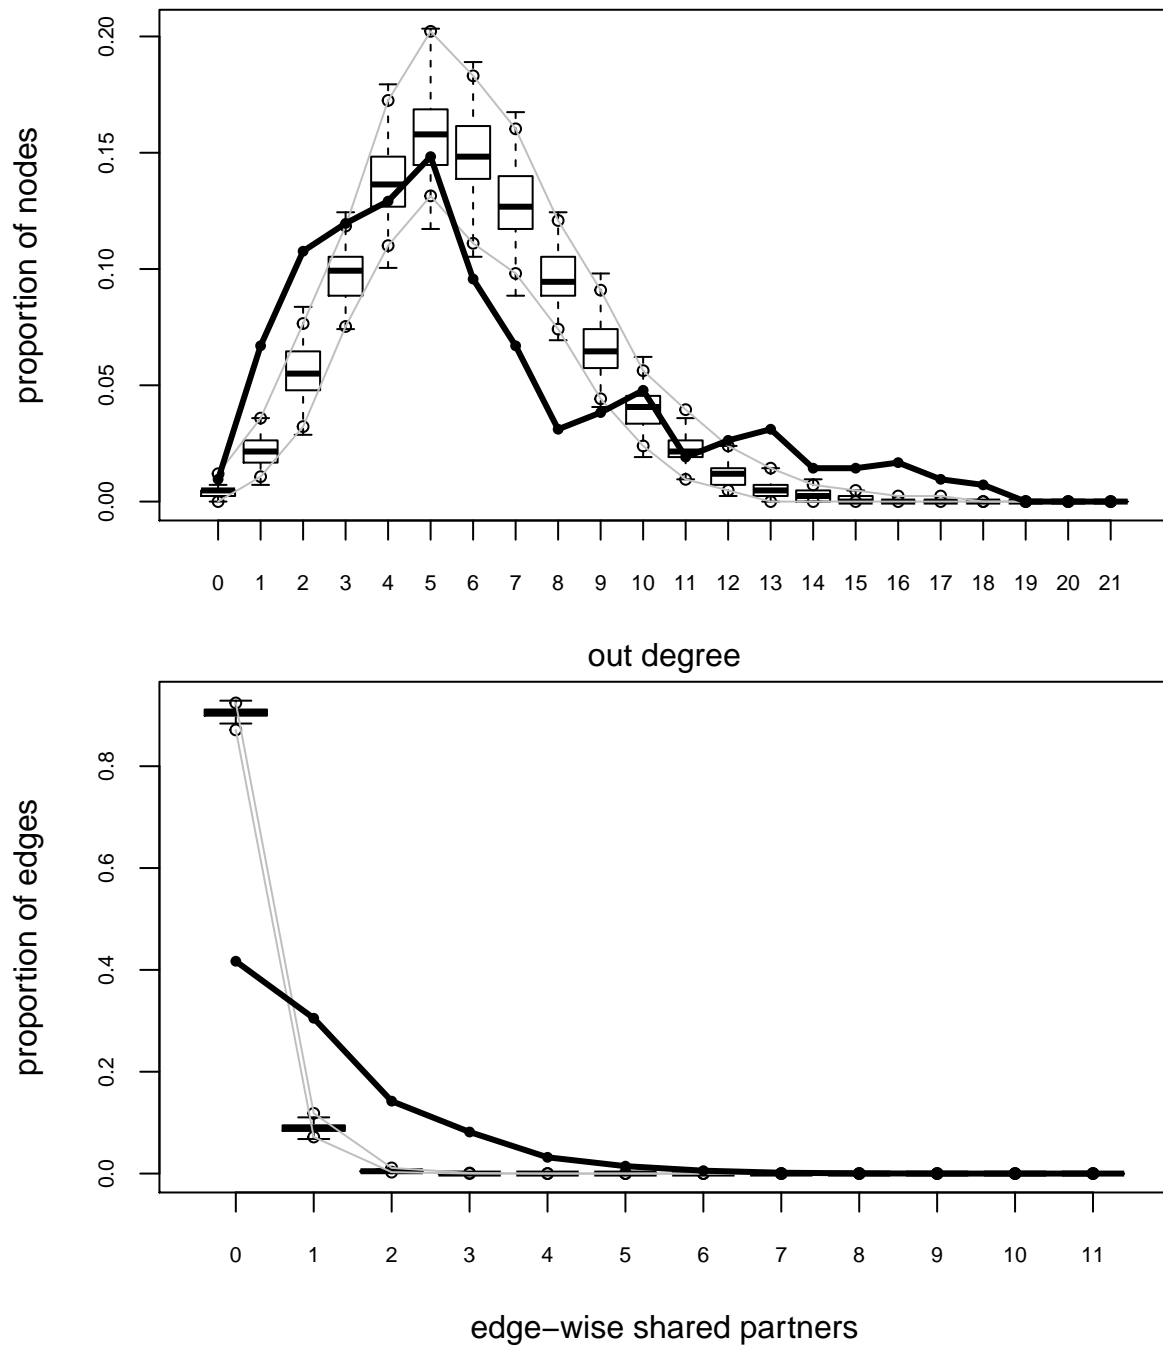 proportion of nodes
0.20
0.15
0.10
0.05
0.00
0 1 2 3 4 5 6 7 8 9 10 11 12 13 14 15 16 17 18 19 20 21
out degree
proportion of edges
0.8
0.6
0.4
0.2
0.0
0 1 2 3 4 5 6 7 8 9 10 11
edge−wise shared partners